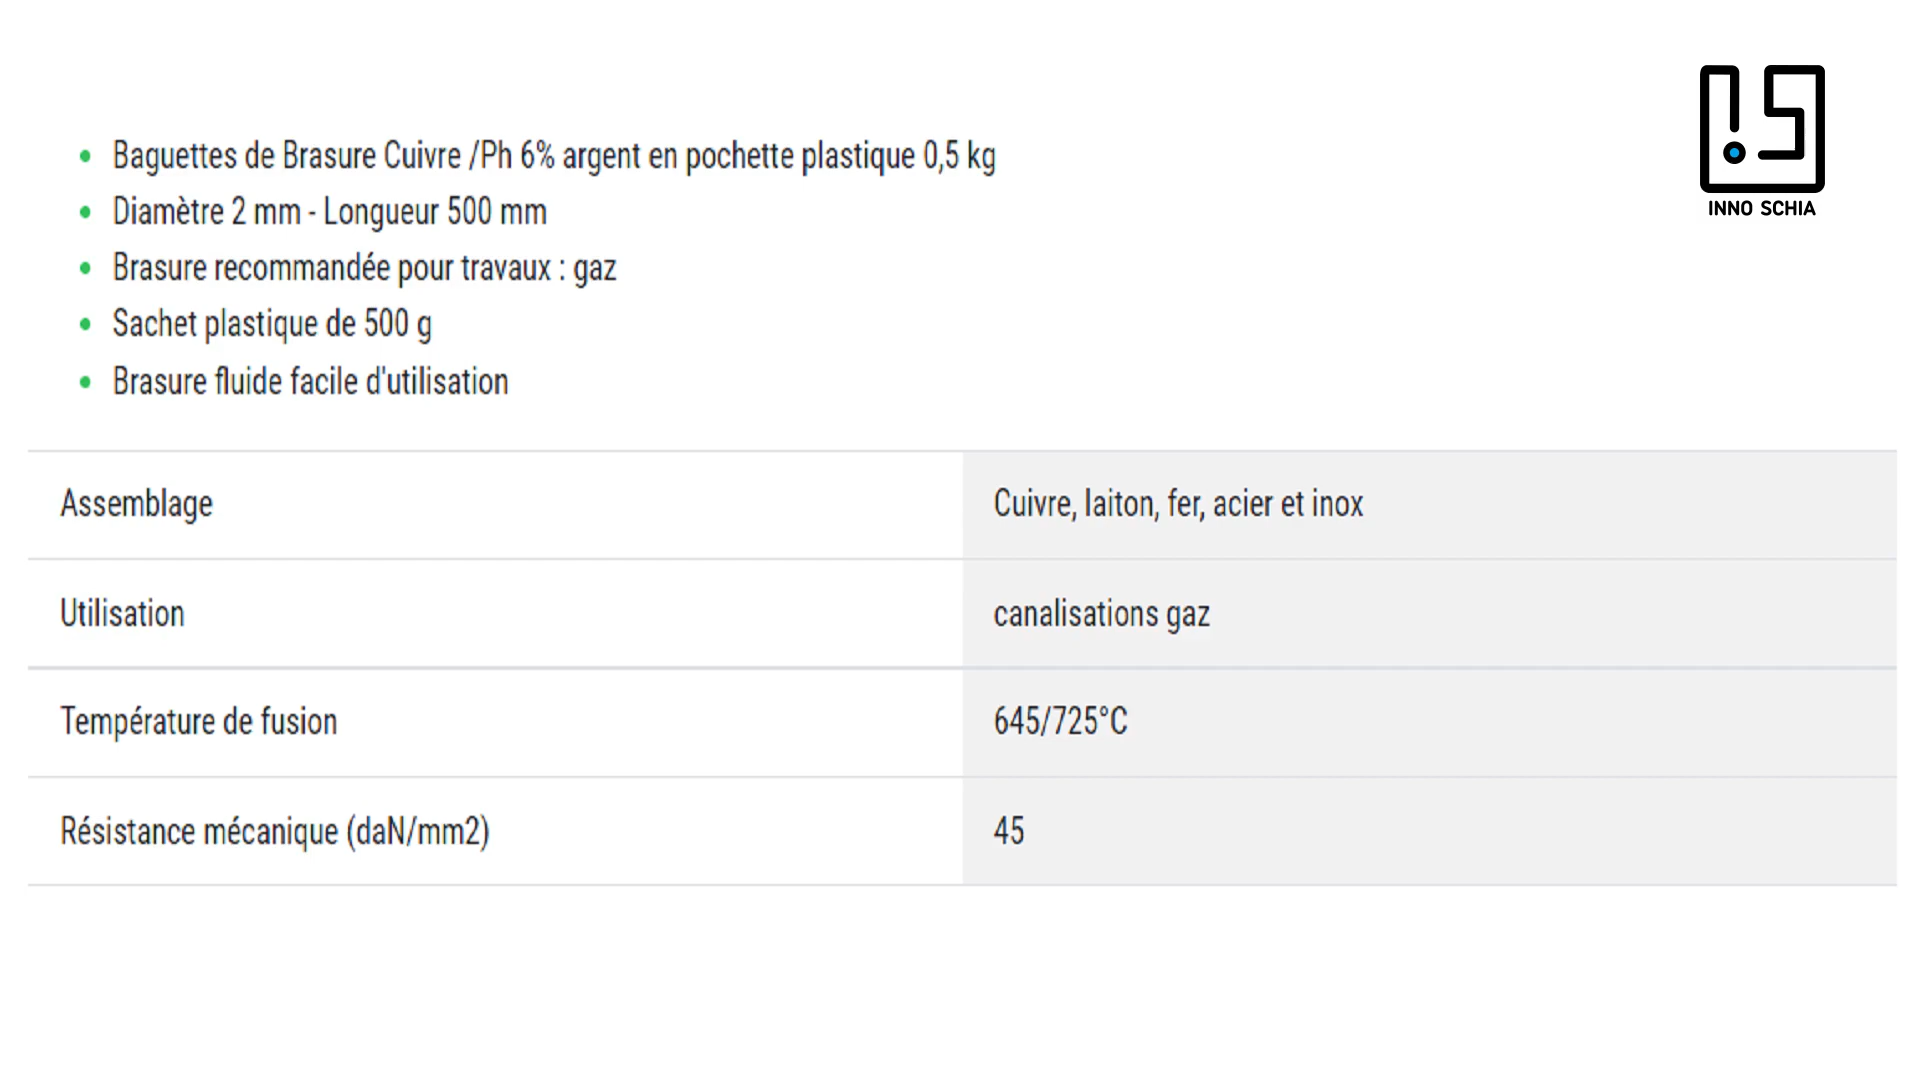 INNO SCHIA
Baguettes de Brasure Cuivre /Ph 6% argent en pochette plastique 0,5 kg
Diamètre 2 mm - Longueur 500 mm
Brasure recommandée pour travaux : gaz
Sachet plastique de 500 g
Brasure fluide facile d'utilisation
Assemblage Cuivre, laiton, fer, acier et inox
Utilisation canalisations gaz
Température de fusion 645/725°C
Résistance mécanique (daN/mm2) 45